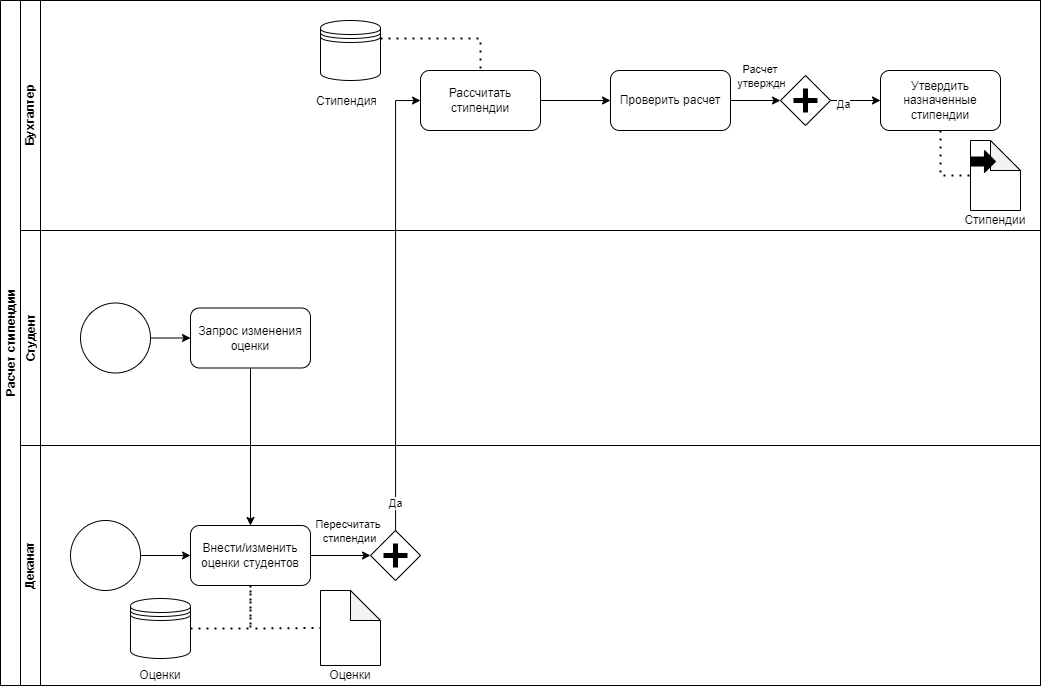 Расчет стипендии
Бухгалтер
Стипендия
Рассчитать
стипендии
Проверить расчет
Расчет
утверждн
Да
Утвердить
назначенные
стипендии
Стипендии
Студент
Запрос изменения
оценки
Деканат
Внести/изменить
оценки студентов
Пересчитать
стипендии
Да
Оценки
Оценки